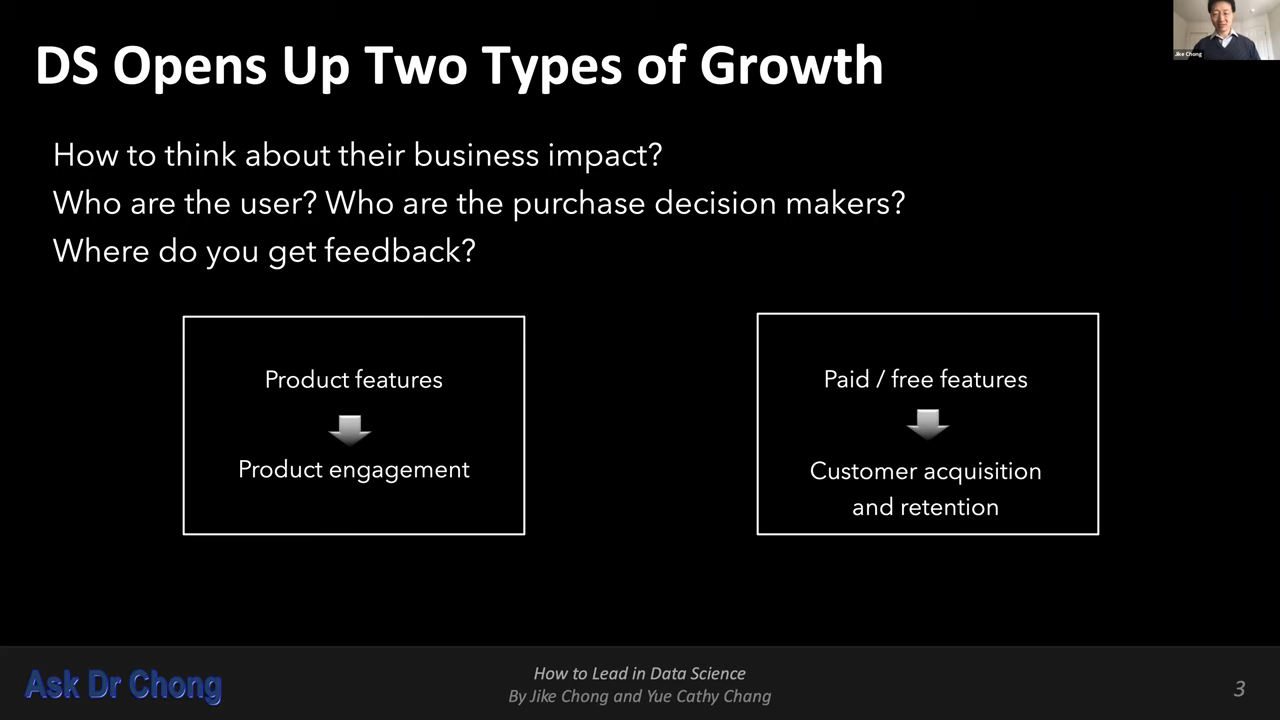 DS Opens Up Two Types of Growth
Jike Chong
How to think about their business impact?
Who are the user? Who are the purchase decision makers?
Where do you get feedback?
Product features
Product engagement
Paid / free features
Customer acquisition
and retention
Ask Dr Chong
How to Lead in Data Science
By Jike Chong and Yue Cathy Chang
3